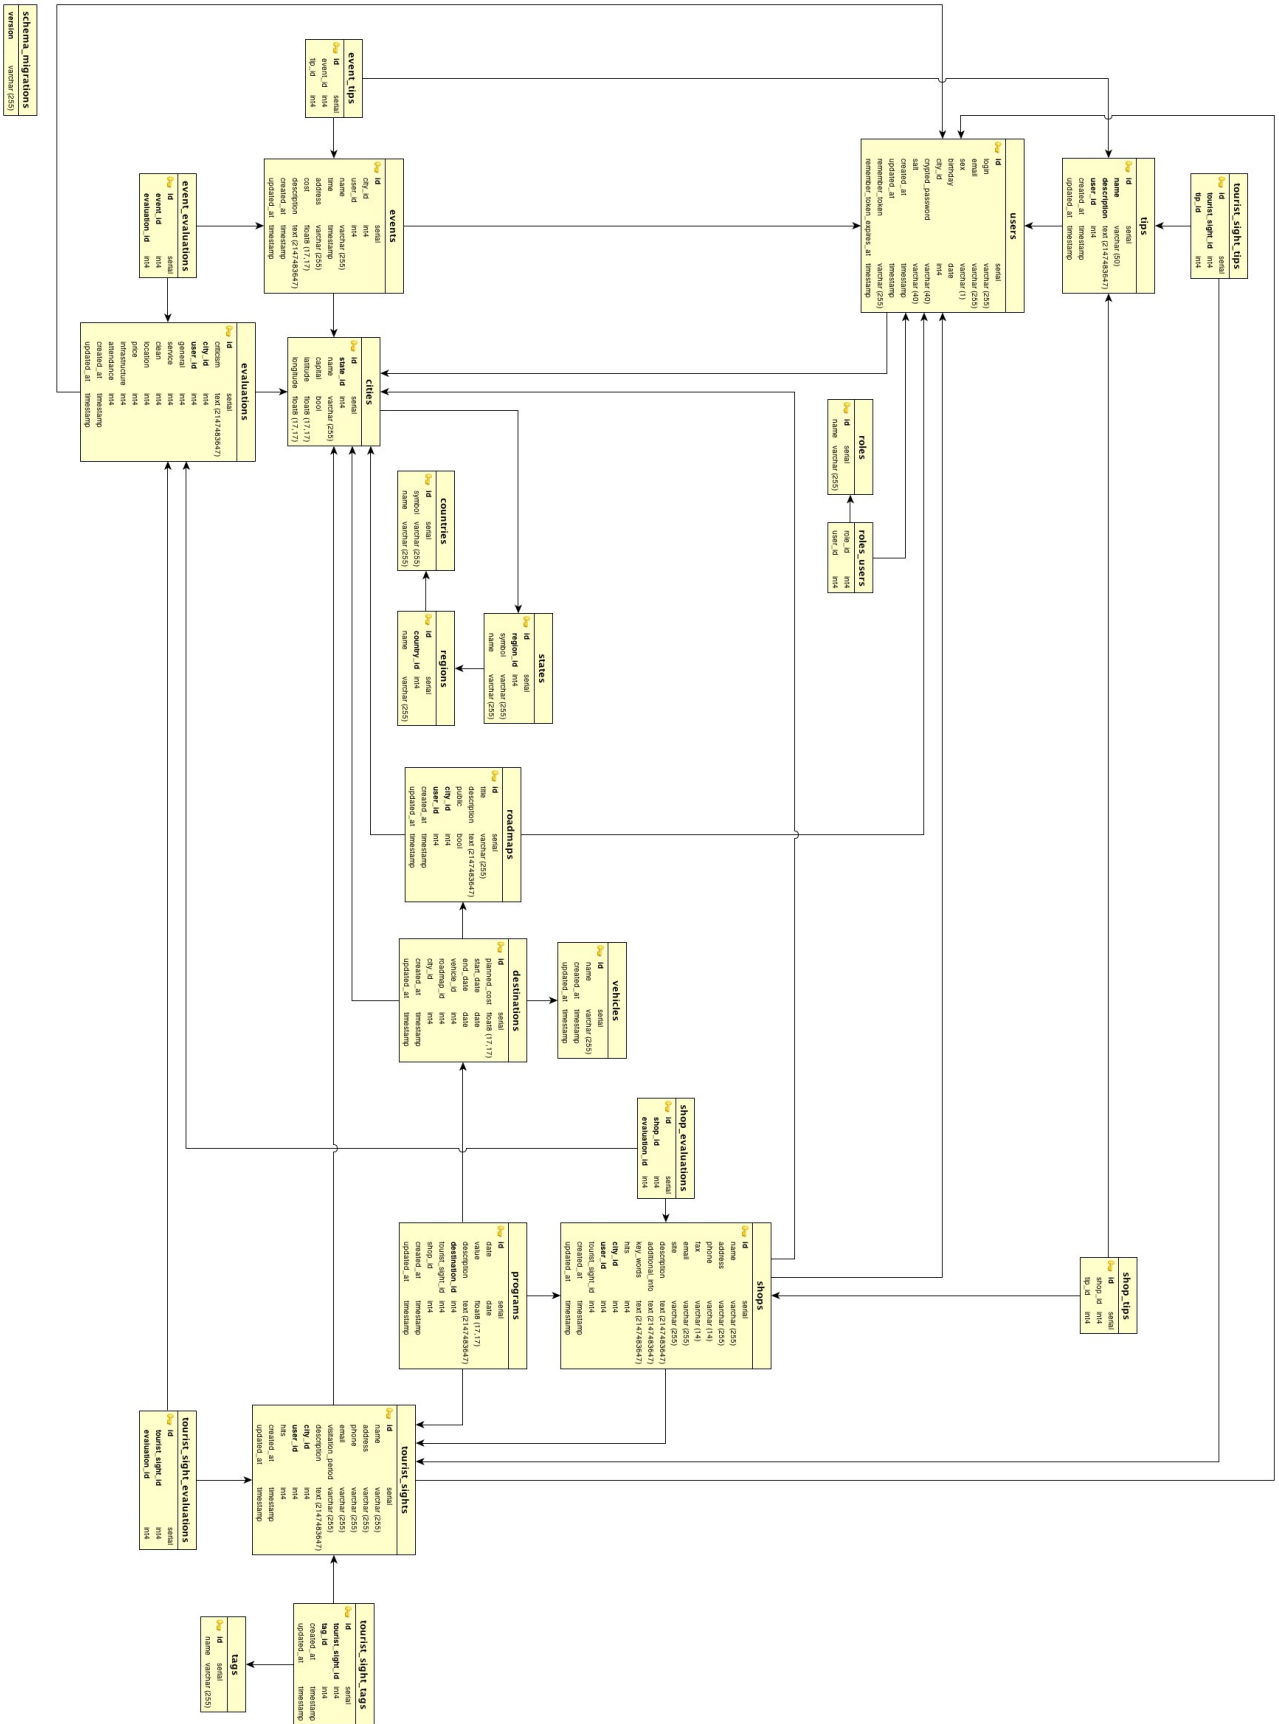 schema_migrations
version varchar (255)
event_tips
id serial
event_id int4
tip_id int4
tips
id serial
name varchar (50)
description text (2147483647)
user_id int4
created_at timestamp
updated_at timestamp
tourist_sight_tips
id serial
tourist_sight_id int4
tip_id int4
users
id serial
login varchar (255)
email varchar (255)
sex varchar (1)
birthday date
city_id int4
crypted_password varchar (40)
salt varchar (40)
created_at timestamp
updated_at timestamp
remember_token varchar (255)
remember_token_expires_at timestamp
events
id serial
city_id int4
user_id int4
name varchar (255)
time timestamp
address varchar (255)
cost float8 (17,17)
description text (2147483647)
created_at timestamp
updated_at timestamp
event_evaluations
id serial
event_id int4
evaluation_id int4
evaluations
id serial
criticism text (2147483647)
city_id int4
user_id int4
general int4
service int4
clean int4
location int4
price int4
infrastructure int4
attendance int4
created_at timestamp
updated_at timestamp
cities
id serial
state_id int4
name varchar (255)
capital bool
latitude float8 (17,17)
longitude float8 (17,17)
roles
id serial
name varchar (255)
roles_users
role_id int4
user_id int4
countries
id serial
symbol varchar (255)
name varchar (255)
regions
id serial
country_id int4
name varchar (255)
states
id serial
region_id int4
symbol varchar (255)
name varchar (255)
roadmaps
id serial
title varchar (255)
description text (2147483647)
public bool
city_id int4
user_id int4
created_at timestamp
updated_at timestamp
destinations
id serial
planned_cost float8 (17,17)
start_date date
end_date date
vehicle_id int4
roadmap_id int4
city_id int4
created_at timestamp
updated_at timestamp
vehicles
id serial
name varchar (255)
created_at timestamp
updated_at timestamp
shop_evaluations
id serial
shop_id int4
evaluation_id int4
shops
id serial
name varchar (255)
address varchar (255)
phone varchar (14)
fax varchar (14)
email varchar (255)
site varchar (255)
description text (2147483647)
additional_info text (2147483647)
key_words text (2147483647)
hits int4
city_id int4
user_id int4
tourist_sight_id int4
created_at timestamp
updated_at timestamp
shop_tips
id serial
shop_id int4
tip_id int4
programs
id serial
date date
value float8 (17,17)
description text (2147483647)
destination_id int4
tourist_sight_id int4
shop_id int4
created_at timestamp
updated_at timestamp
tourist_sights
id serial
name varchar (255)
address varchar (255)
phone varchar (255)
email varchar (255)
visitation_period varchar (255)
description text (2147483647)
city_id int4
user_id int4
hits int4
created_at timestamp
updated_at timestamp
tourist_sight_evaluations
id serial
tourist_sight_id int4
evaluation_id int4
tourist_sight_tags
id serial
tourist_sight_id int4
tag_id int4
created_at timestamp
updated_at timestamp
tags
id serial
name varchar (255)